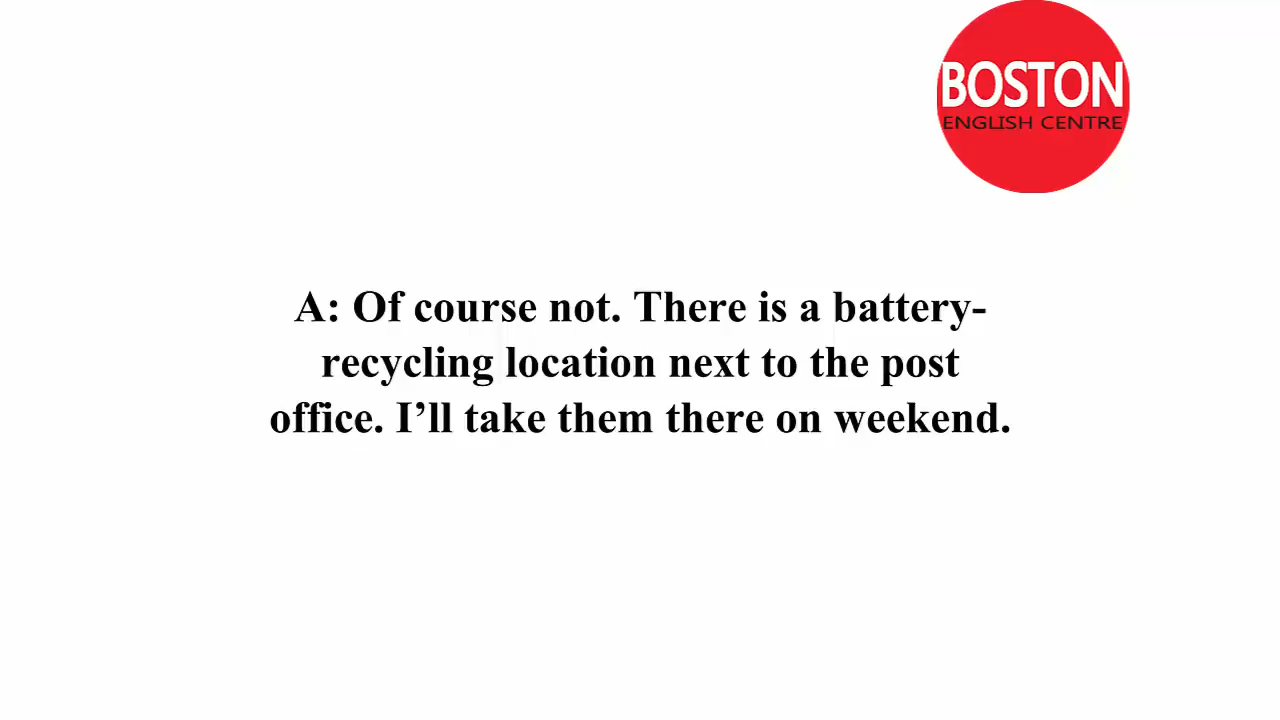 BOSTON
ENGLISH CENTRE
A: Of course not. There is a battery-
recycling location next to the post
office. I’ll take them there on weekend.